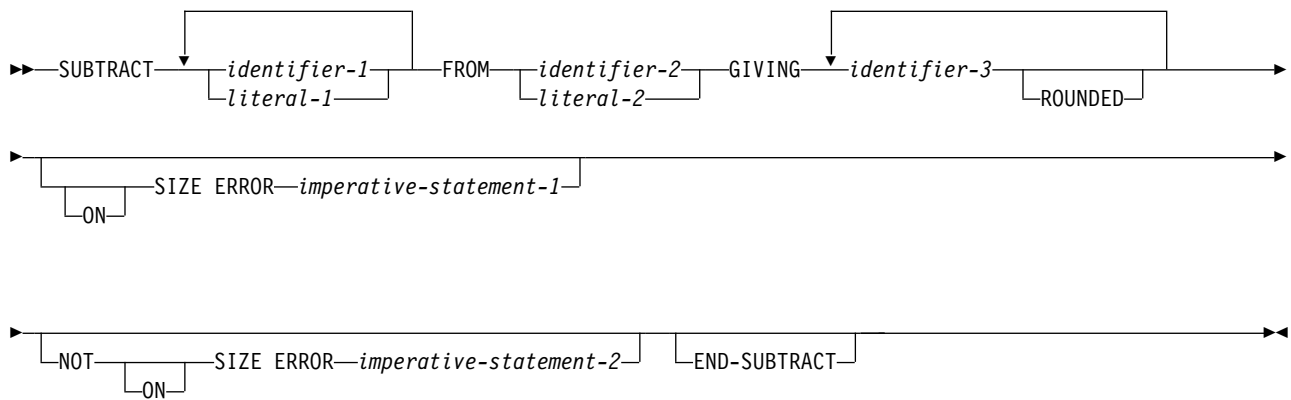 SUBTRACT identifier-1 FROM identifier-2 GIVING identifier-3
literal-1 literal-2 ROUNDED
SIZE ERROR imperative-statement-1
ON
NOT SIZE ERROR imperative-statement-2 END-SUBTRACT
ON